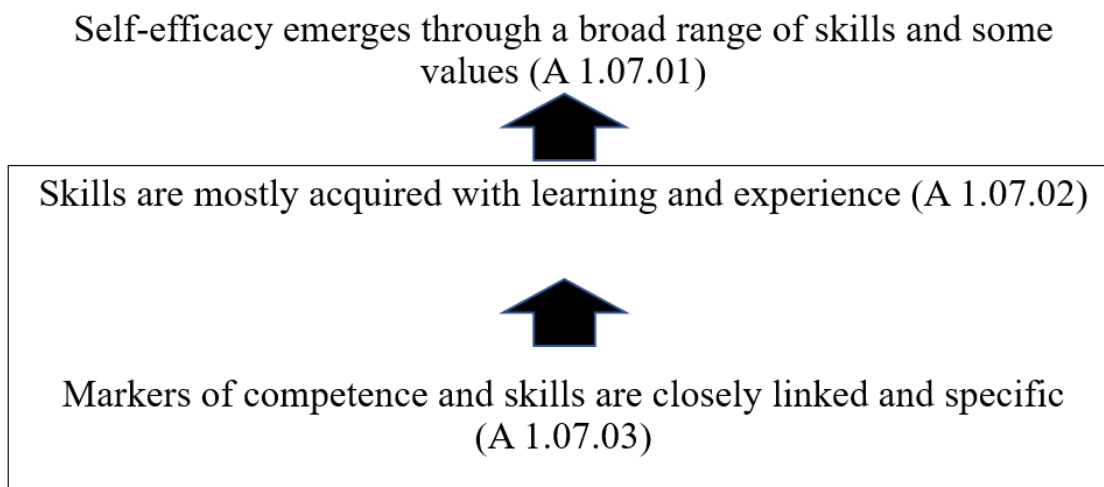 Self-efficacy emerges through a broad range of skills and some
values (A 1.07.01)
Skills are mostly acquired with learning and experience (A 1.07.02)
Markers of competence and skills are closely linked and specific
(A 1.07.03)